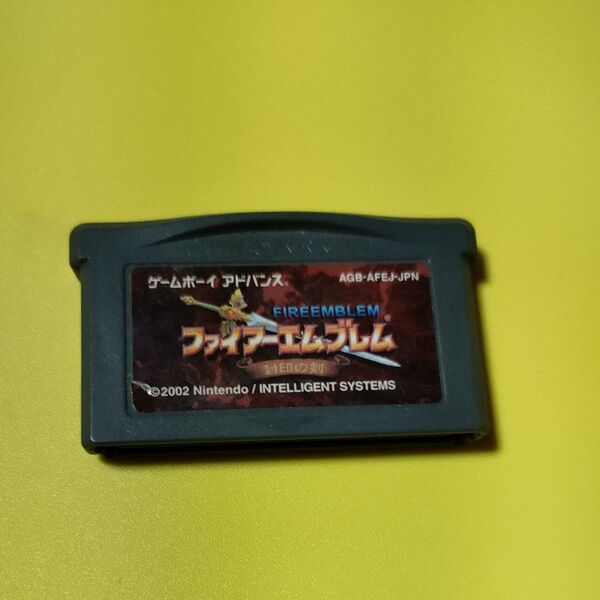 ゲームボーイ アドバンス®
AGB-AFEJ-JPN
FIREEMBLEM
ファイアーエムブレム®
封印の剣
©2002 Nintendo / INTELLIGENT SYSTEMS